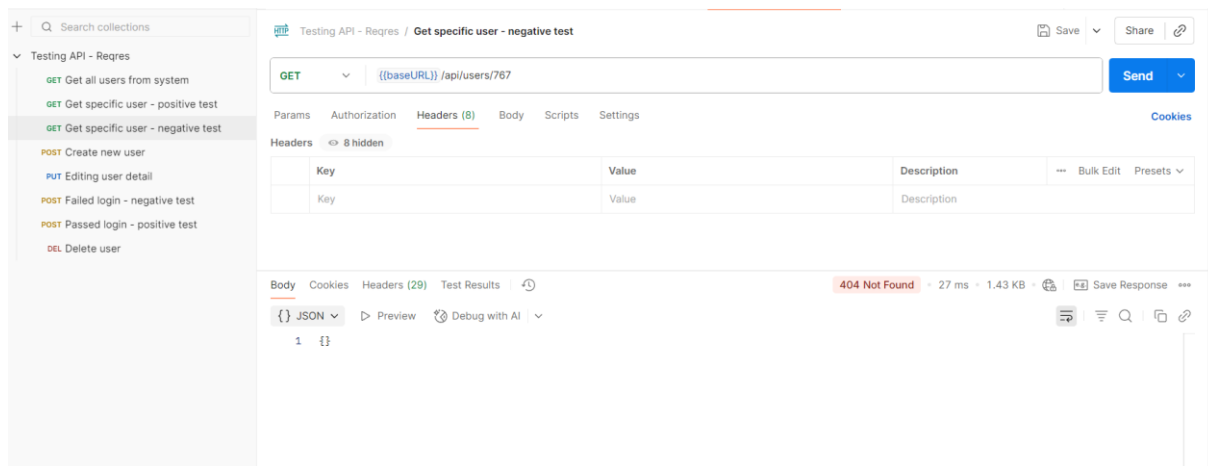 Search collections
Testing API - Reqres
GET Get all users from system
GET Get specific user - positive test
GET Get specific user - negative test
POST Create new user
PUT Editing user detail
POST Failed login - negative test
POST Passed login - positive test
DEL Delete user
HTTP Testing API - Reqres / Get specific user - negative test
Save Share
GET {{baseURL}} /api/users/767 Send
Params Authorization Headers (8) Body Scripts Settings Cookies
Headers 8 hidden
Key Value Description Bulk Edit Presets
Key Value Description
Body Cookies Headers (29) Test Results 404 Not Found 27 ms 1.43 KB e.g. Save Response
{} JSON Preview Debug with AI
1 {}